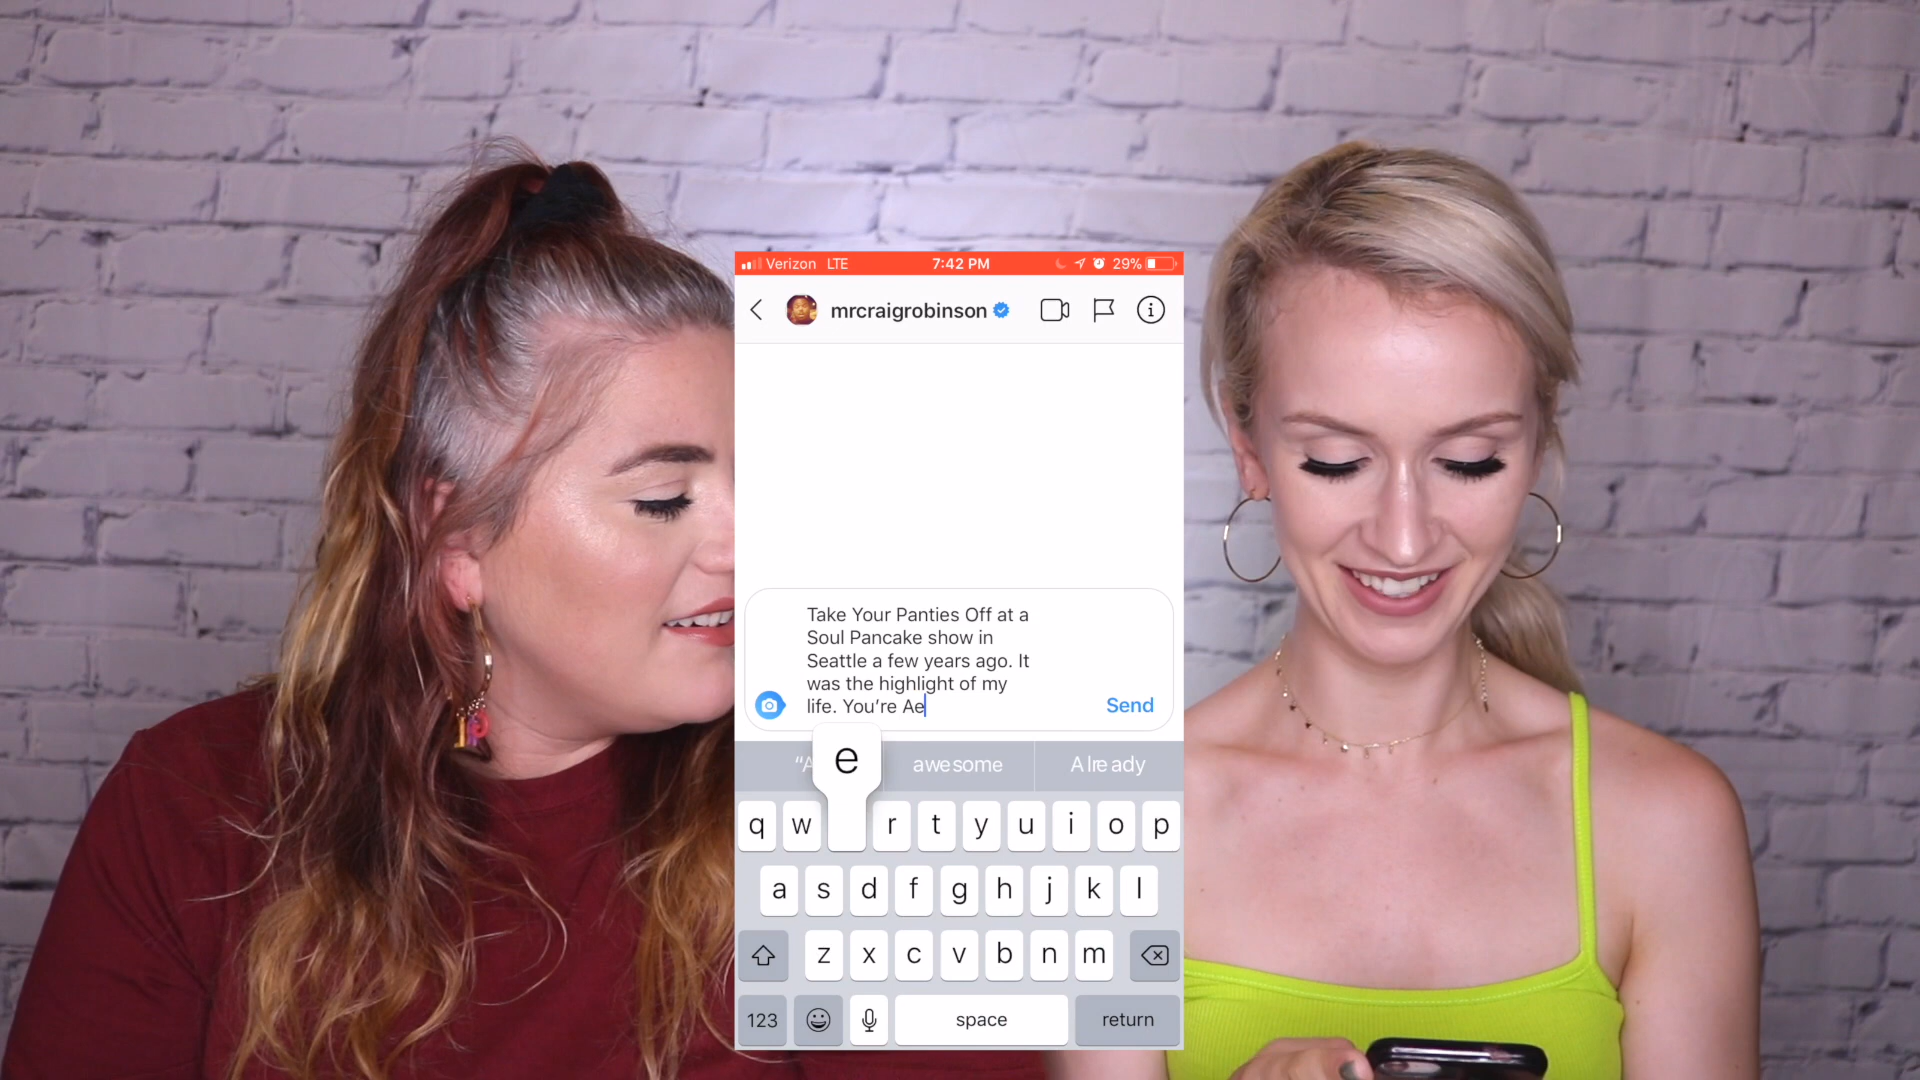 Verizon LTE 7:42 PM 29%
mrcraigrobinson
Take Your Panties Off at a
Soul Pancake show in
Seattle a few years ago. It
was the highlight of my
life. You’re Ae
Send
“A e awesome Already
q w r t y u i o p
a s d f g h j k l
z x c v b n m
123 space return